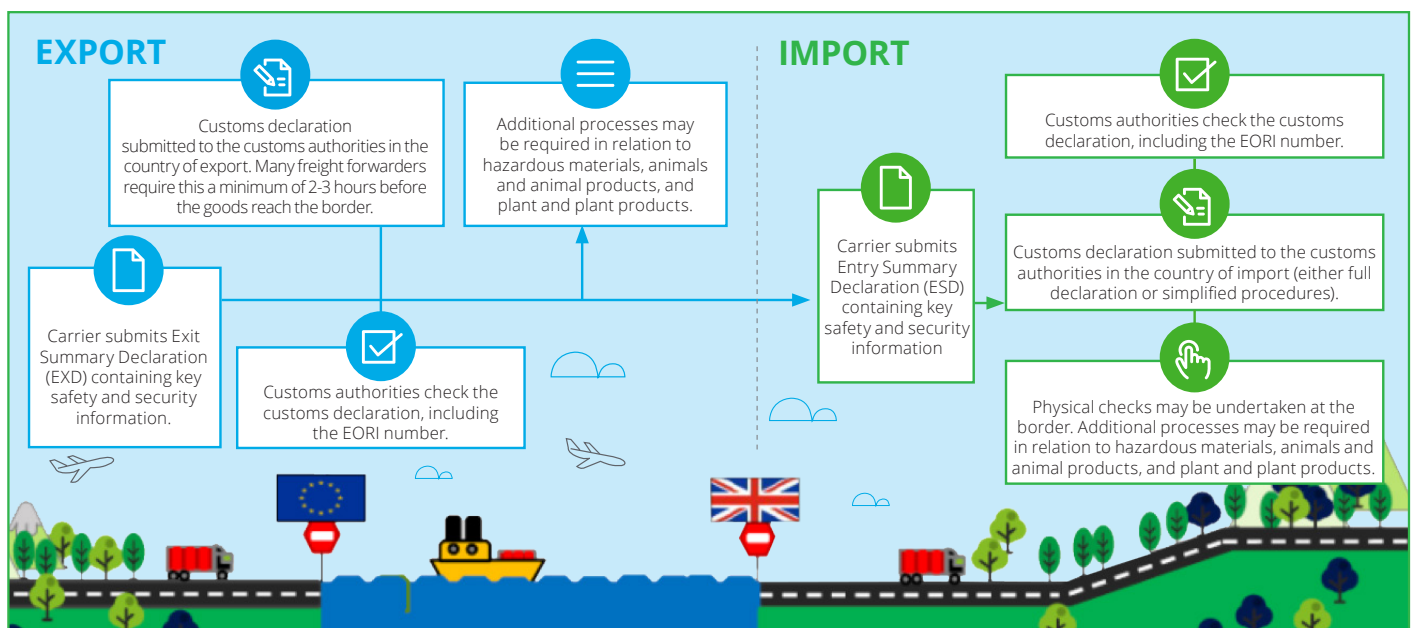 EXPORT
Customs declaration
submitted to the customs authorities in the
country of export. Many freight forwarders
require this a minimum of 2-3 hours before
the goods reach the border.
Additional processes may
be required in relation to
hazardous materials, animals
and animal products, and
plant and plant products.
Carrier submits Exit
Summary Declaration
(EXD) containing key
safety and security
information.
Customs authorities check the
customs declaration, including
the EORI number.
IMPORT
Carrier submits
Entry Summary
Declaration (ESD)
containing key
safety and security
information
Customs authorities check the customs
declaration, including the EORI number.
Customs declaration submitted to the customs
authorities in the country of import (either full
declaration or simplified procedures).
Physical checks may be undertaken at the
border. Additional processes may be required
in relation to hazardous materials, animals and
animal products, and plant and plant products.